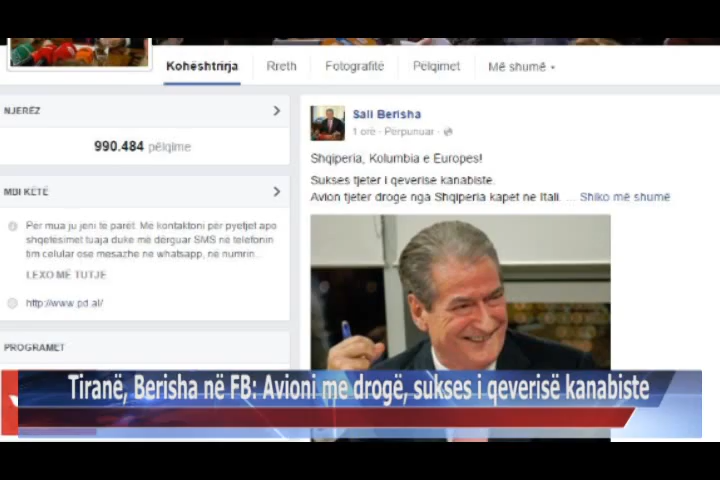 Kohështrirja Rreth Fotografitë Pëlqimet Më shumë
NJERËZ
990.484 pëlqime
MBI KËTË
Për mua ju jeni të parët. Më kontaktoni për pyetjet apo
shqetësimet tuaja duke më dërguar SMS në telefonin
tim celular ose mesazhe në whatsapp, në numrin...
LEXO MË TUTJE
http://www.pd.al/
PROGRAMET
Sali Berisha
1 orë · Përpunuar ·
Shqiperia, Kolumbia e Europes!
Sukses tjeter i qeverise kanabiste.
Avion tjeter droge nga Shqiperia kapet ne Itali. ... Shiko më shumë
Tiranë, Berisha në FB: Avioni me drogë, sukses i qeverisë kanabiste